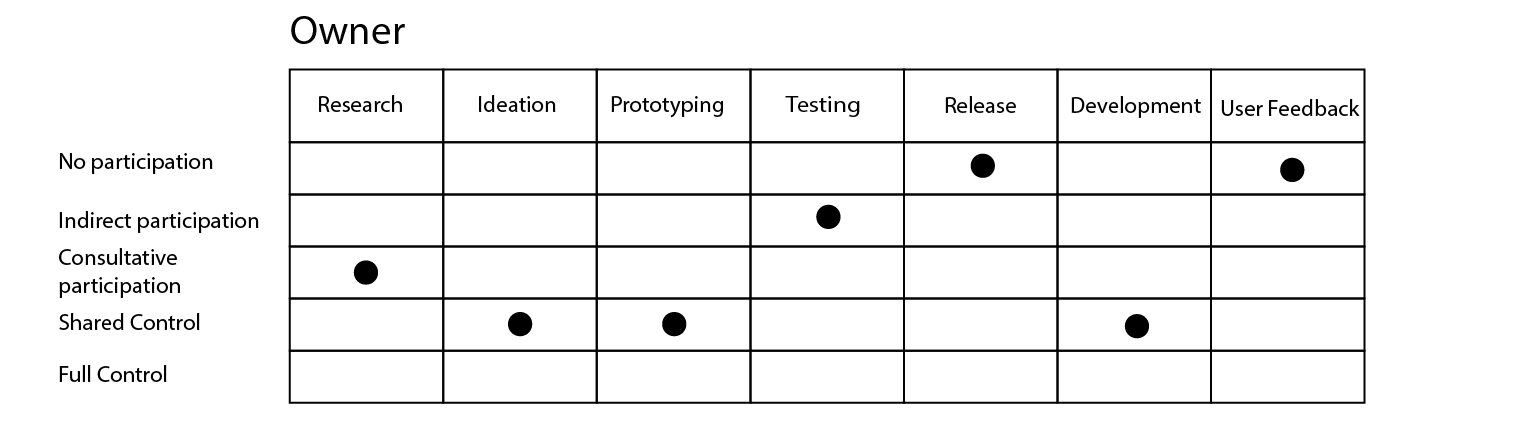 Owner
Research Ideation Prototyping Testing Release Development User Feedback
No participation
Indirect participation
Consultative
participation
Shared Control
Full Control